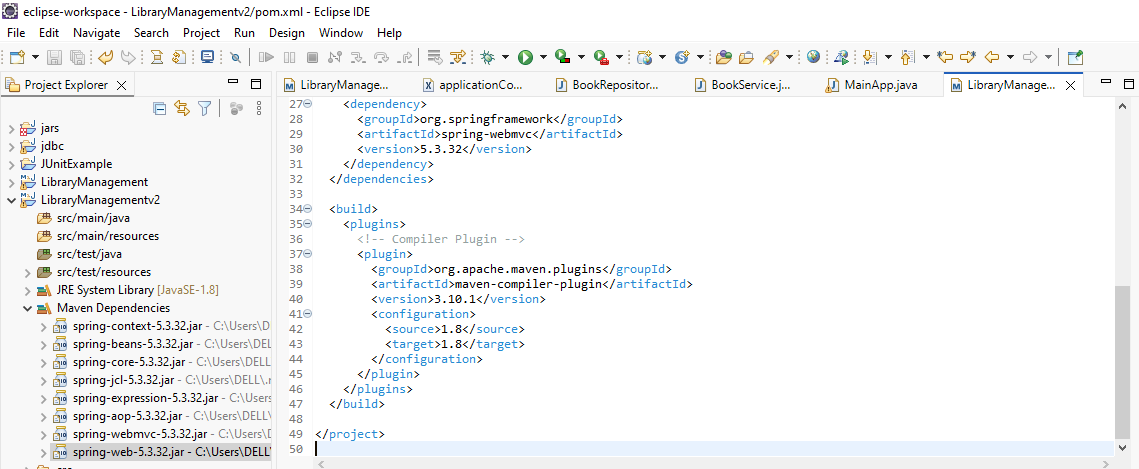 eclipse-workspace - LibraryManagementv2/pom.xml - Eclipse IDE
File Edit Navigate Search Project Run Design Window Help
Project Explorer
LibraryManage...
applicationCo...
BookRepositor...
BookService.j...
MainApp.java
LibraryManage...
jars
jdbc
JUnitExample
LibraryManagement
LibraryManagementv2
src/main/java
src/main/resources
src/test/java
src/test/resources
JRE System Library [JavaSE-1.8]
Maven Dependencies
spring-context-5.3.32.jar - C:\Users\D
spring-beans-5.3.32.jar - C:\Users\DE
spring-core-5.3.32.jar - C:\Users\DELL
spring-jcl-5.3.32.jar - C:\Users\DELL\.r
spring-expression-5.3.32.jar - C:\Users
spring-aop-5.3.32.jar - C:\Users\DELL\
spring-webmvc-5.3.32.jar - C:\Users\D
spring-web-5.3.32.jar - C:\Users\DELL
27 <dependency>
28 <groupId>org.springframework</groupId>
29 <artifactId>spring-webmvc</artifactId>
30 <version>5.3.32</version>
31 </dependency>
32 </dependencies>
33
34 <build>
35 <plugins>
36 <!-- Compiler Plugin -->
37 <plugin>
38 <groupId>org.apache.maven.plugins</groupId>
39 <artifactId>maven-compiler-plugin</artifactId>
40 <version>3.10.1</version>
41 <configuration>
42 <source>1.8</source>
43 <target>1.8</target>
44 </configuration>
45 </plugin>
46 </plugins>
47 </build>
48
49 </project>
50